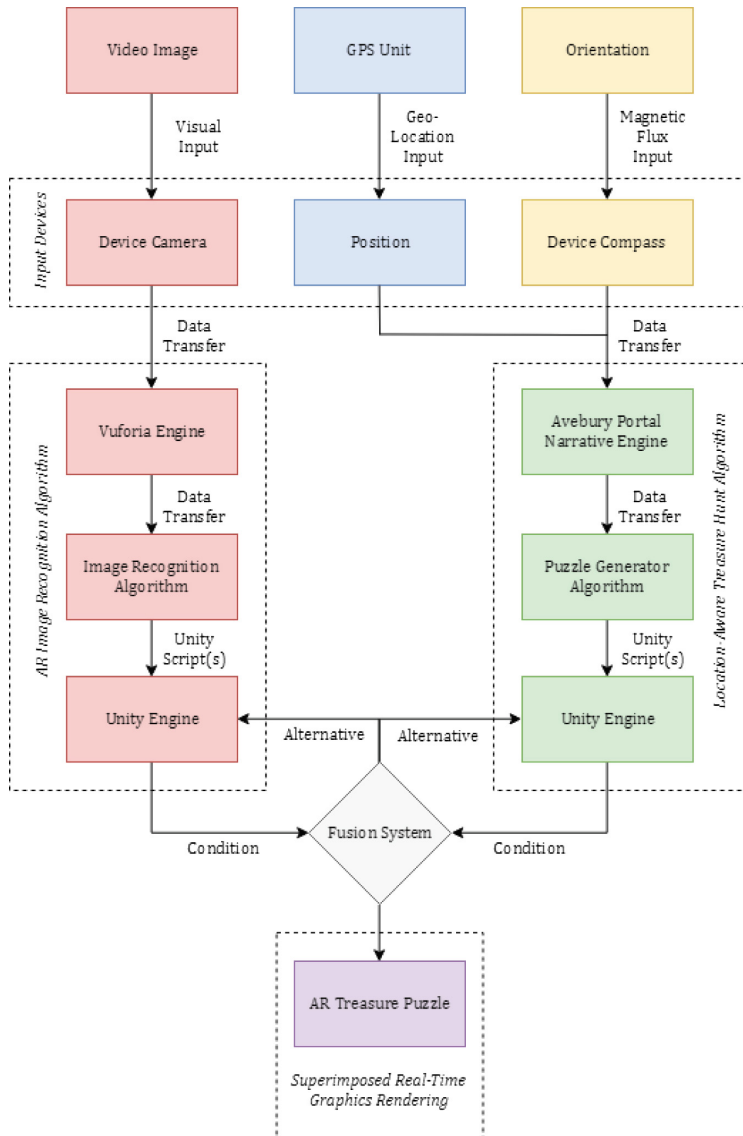 Video Image
GPS Unit
Orientation
Visual
Input
Geo-
Location
Input
Magnetic
Flux
Input
Input Devices
Device Camera
Position
Device Compass
Data
Transfer
Data
Transfer
AR Image Recognition Algorithm
Location-Aware Treasure Hunt Algorithm
Vuforia Engine
Avebury Portal
Narrative Engine
Data
Transfer
Data
Transfer
Image Recognition
Algorithm
Puzzle Generator
Algorithm
Unity
Script(s)
Unity
Script(s)
Unity Engine
Unity Engine
Alternative
Alternative
Fusion System
Condition
Condition
AR Treasure Puzzle
Superimposed Real-Time
Graphics Rendering